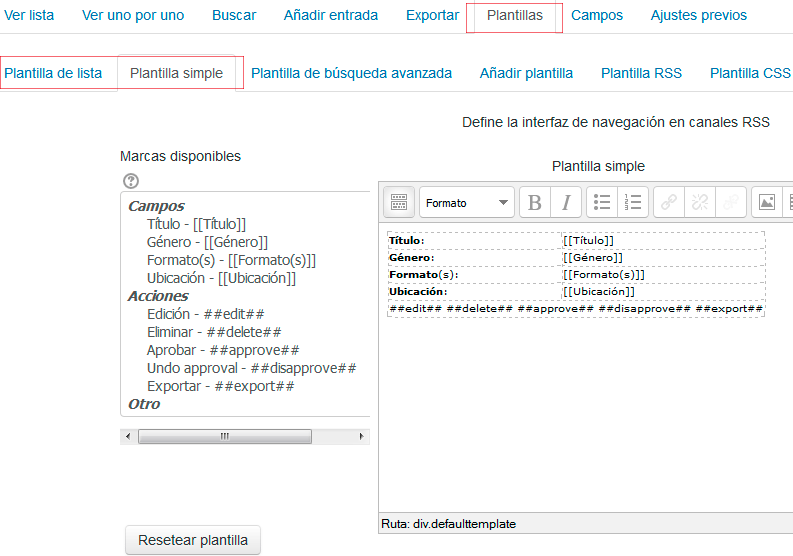 Ver lista Ver uno por uno Buscar Añadir entrada Exportar Plantillas Campos Ajustes previos
Plantilla de lista Plantilla simple Plantilla de búsqueda avanzada Añadir plantilla Plantilla RSS Plantilla CSS
Define la interfaz de navegación en canales RSS
Marcas disponibles
?
Campos
Título - [[Título]]
Género - [[Género]]
Formato(s) - [[Formato(s)]]
Ubicación - [[Ubicación]]
Acciones
Edición - ##edit##
Eliminar - ##delete##
Aprobar - ##approve##
Undo approval - ##disapprove##
Exportar - ##export##
Otro
Resetear plantilla
Plantilla simple
Formato B I
Título: [[Título]]
Género: [[Género]]
Formato(s): [[Formato(s)]]
Ubicación: [[Ubicación]]
##edit## ##delete## ##approve## ##disapprove## ##export##
Ruta: div.defaulttemplate